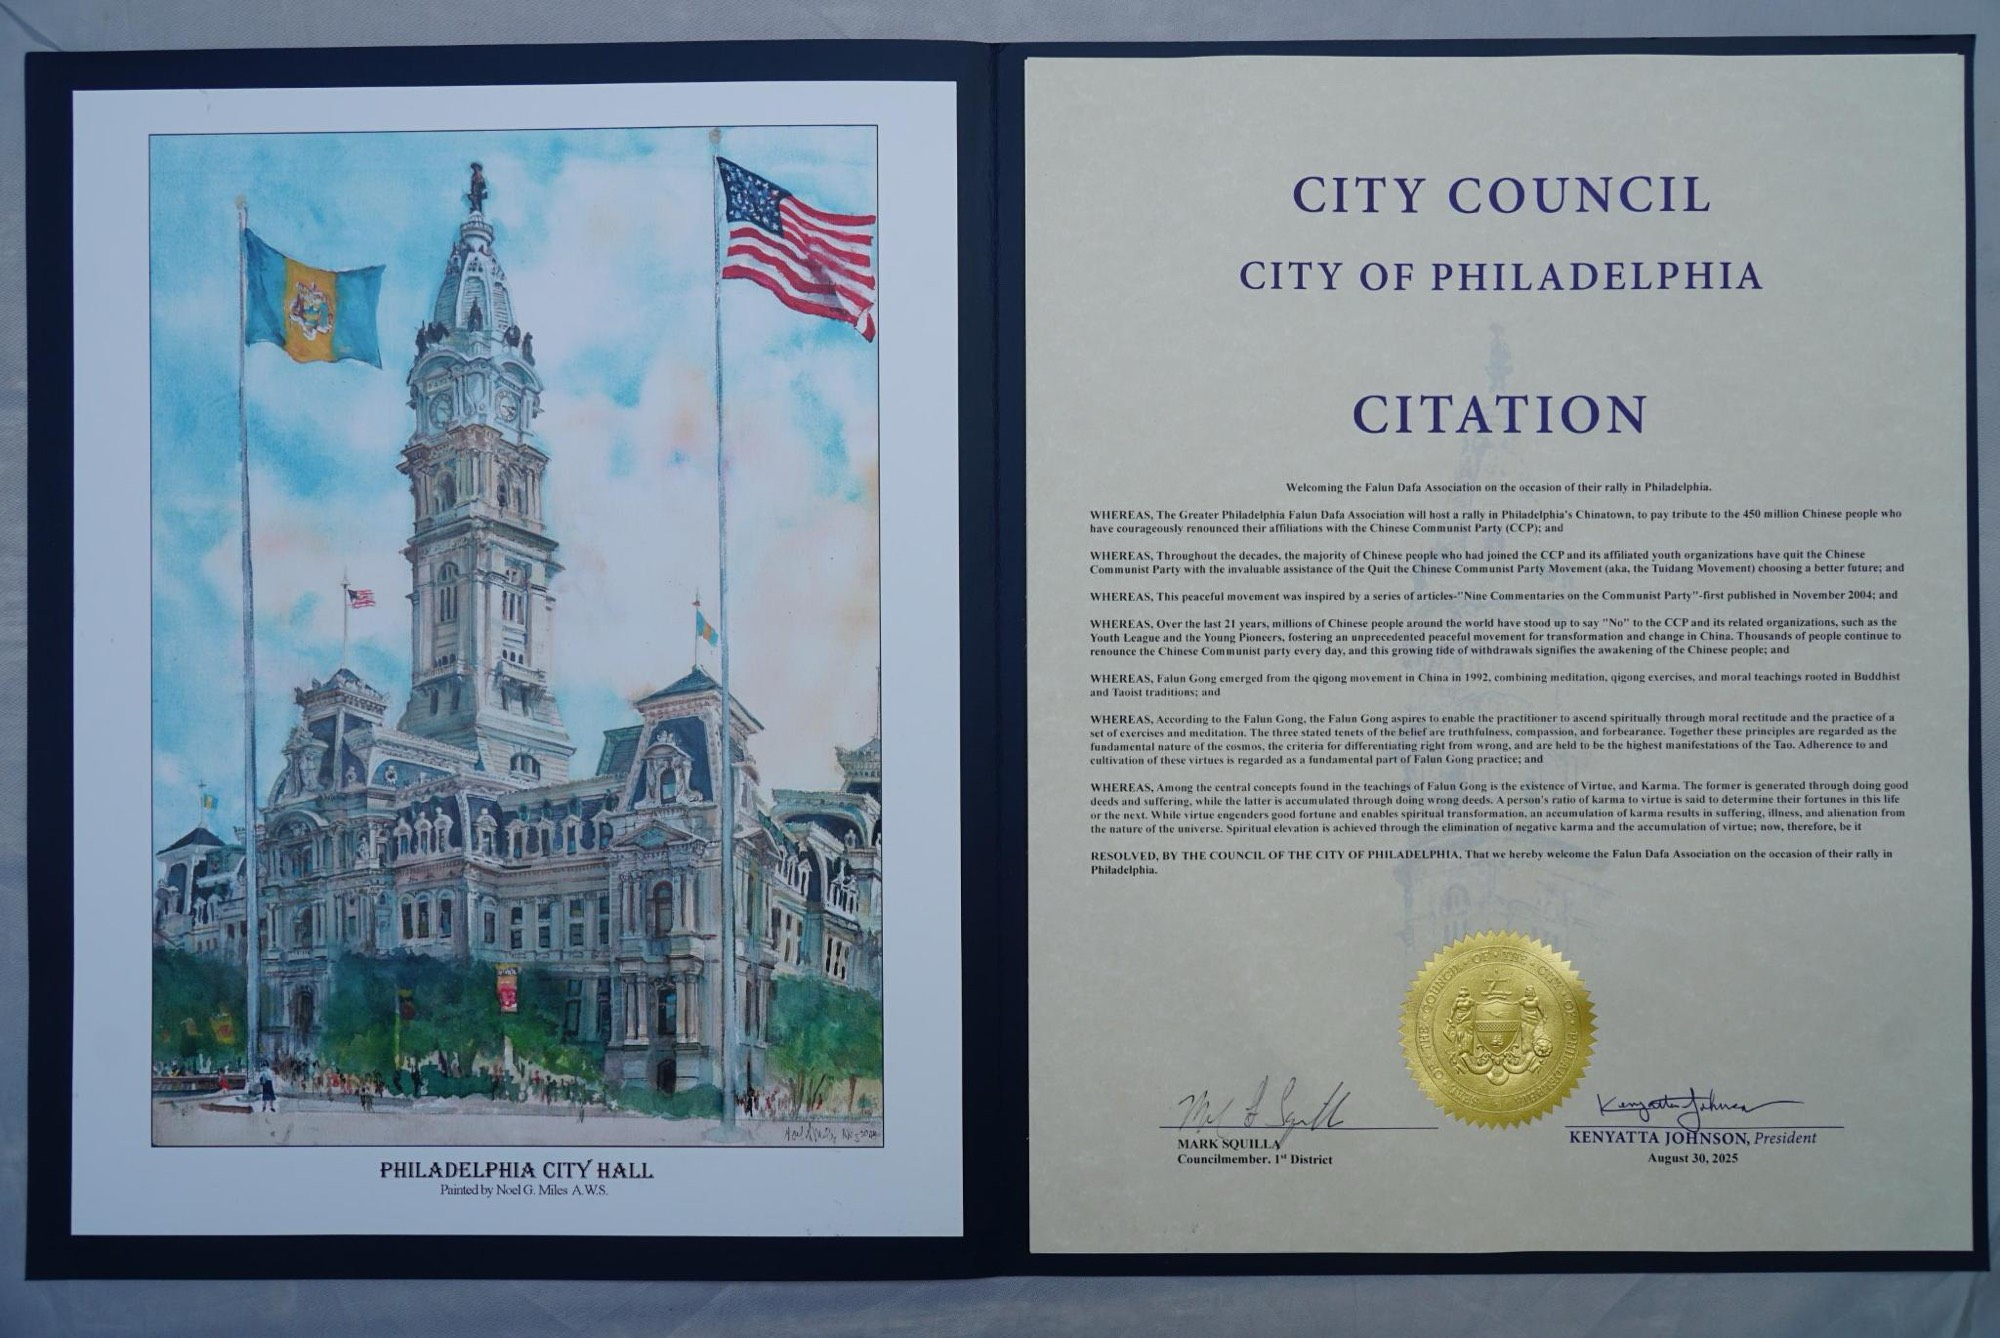 PHILADELPHIA CITY HALL
Painted by Noel G. Miles A.W.S.
CITY COUNCIL
CITY OF PHILADELPHIA
CITATION
Welcoming the Falun Dafa Association on the occasion of their rally in Philadelphia.
WHEREAS, The Greater Philadelphia Falun Dafa Association will host a rally in Philadelphia's Chinatown, to pay tribute to the 450 million Chinese people who
have courageously renounced their affiliations with the Chinese Communist Party (CCP); and
WHEREAS, Throughout the decades, the majority of Chinese people who had joined the CCP and its affiliated youth organizations have quit the Chinese
Communist Party with the invaluable assistance of the Quit the Chinese Communist Party Movement (aka, the Tuidang Movement) choosing a better future; and
WHEREAS, This peaceful movement was inspired by a series of articles-"Nine Commentaries on the Communist Party"-first published in November 2004; and
WHEREAS, Over the last 21 years, millions of Chinese people around the world have stood up to say "No" to the CCP and its related organizations, such as the
Youth League and the Young Pioneers, fostering an unprecedented peaceful movement for transformation and change in China. Thousands of people continue to
renounce the Chinese Communist party every day, and this growing tide of withdrawals signifies the awakening of the Chinese people; and
WHEREAS, Falun Gong emerged from the qigong movement in China in 1992, combining meditation, qigong exercises, and moral teachings rooted in Buddhist
and Taoist traditions; and
WHEREAS, According to the Falun Gong, the Falun Gong aspires to enable the practitioner to ascend spiritually through moral rectitude and the practice of a
set of exercises and meditation. The three stated tenets of the belief are truthfulness, compassion, and forbearance. Together these principles are regarded as the
fundamental nature of the cosmos, the criteria for differentiating right from wrong, and are held to be the highest manifestations of the Tao. Adherence to and
cultivation of these virtues is regarded as a fundamental part of Falun Gong practice; and
WHEREAS, Among the central concepts found in the teachings of Falun Gong is the existence of Virtue, and Karma. The former is generated through doing good
deeds and suffering, while the latter is accumulated through doing wrong deeds. A person's ratio of karma to virtue is said to determine their fortunes in this life
or the next. While virtue engenders good fortune and enables spiritual transformation, an accumulation of karma results in suffering, illness, and alienation from
the nature of the universe. Spiritual elevation is achieved through the elimination of negative karma and the accumulation of virtue; now, therefore, be it
RESOLVED, BY THE COUNCIL OF THE CITY OF PHILADELPHIA, That we hereby welcome the Falun Dafa Association on the occasion of their rally in
Philadelphia.
SEAL OF THE COUNCIL OF THE CITY OF PHILADELPHIA
Kenyatta Johnson
MARK SQUILLA
Councilmember. 1st District
KENYATTA JOHNSON, President
August 30, 2025